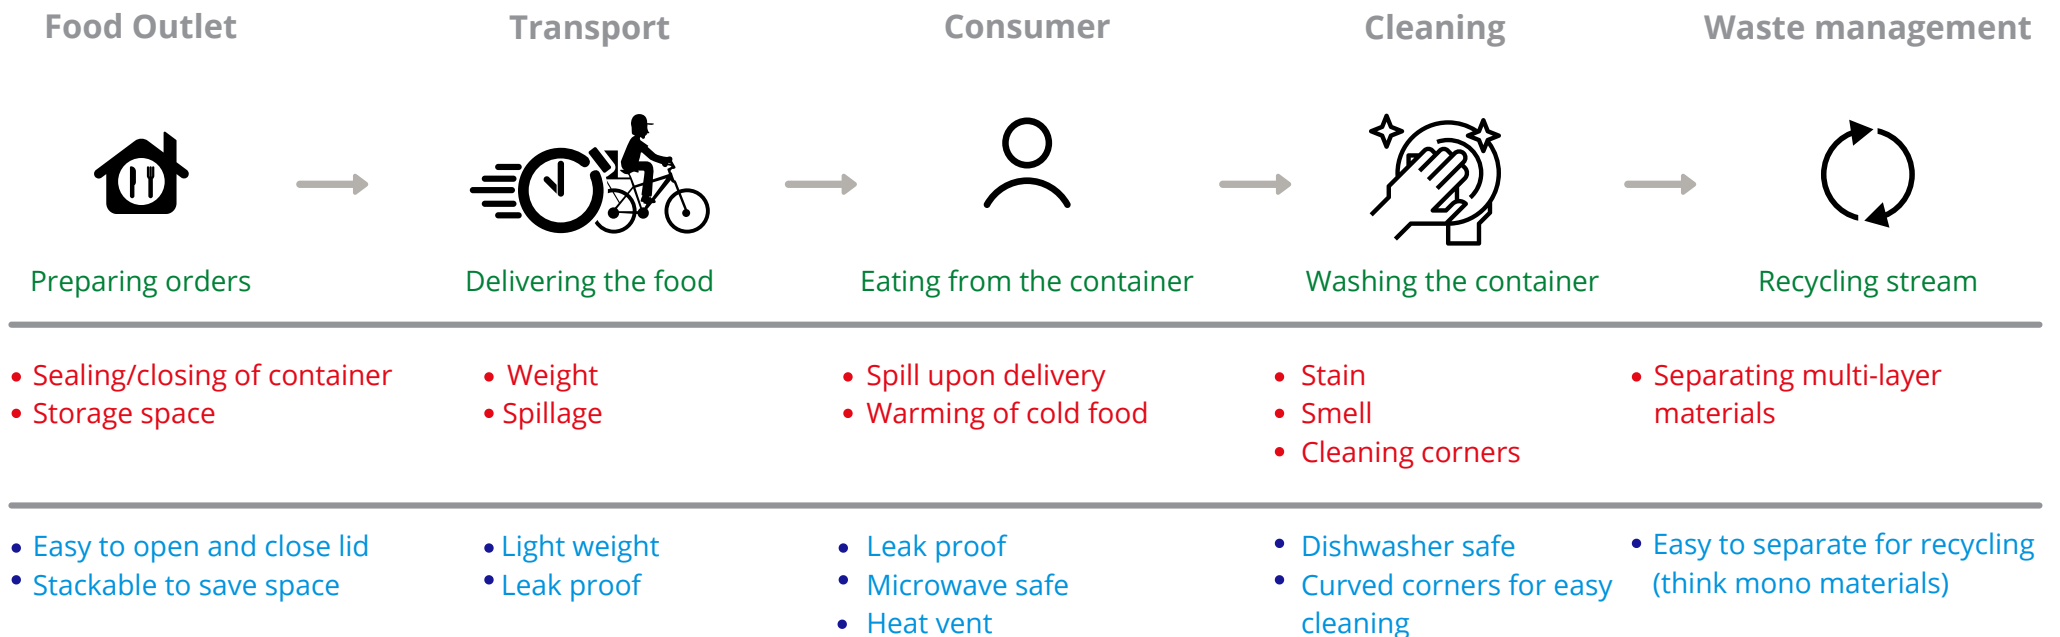 Food Outlet
Transport
Consumer
Cleaning
Waste management
Preparing orders
Delivering the food
Eating from the container
Washing the container
Recycling stream
Sealing/closing of container
Storage space
Weight
Spillage
Spill upon delivery
Warming of cold food
Stain
Smell
Cleaning corners
Separating multi-layer
materials
Easy to open and close lid
Stackable to save space
Light weight
Leak proof
Leak proof
Microwave safe
Heat vent
Dishwasher safe
Curved corners for easy
cleaning
Easy to separate for recycling
(think mono materials)